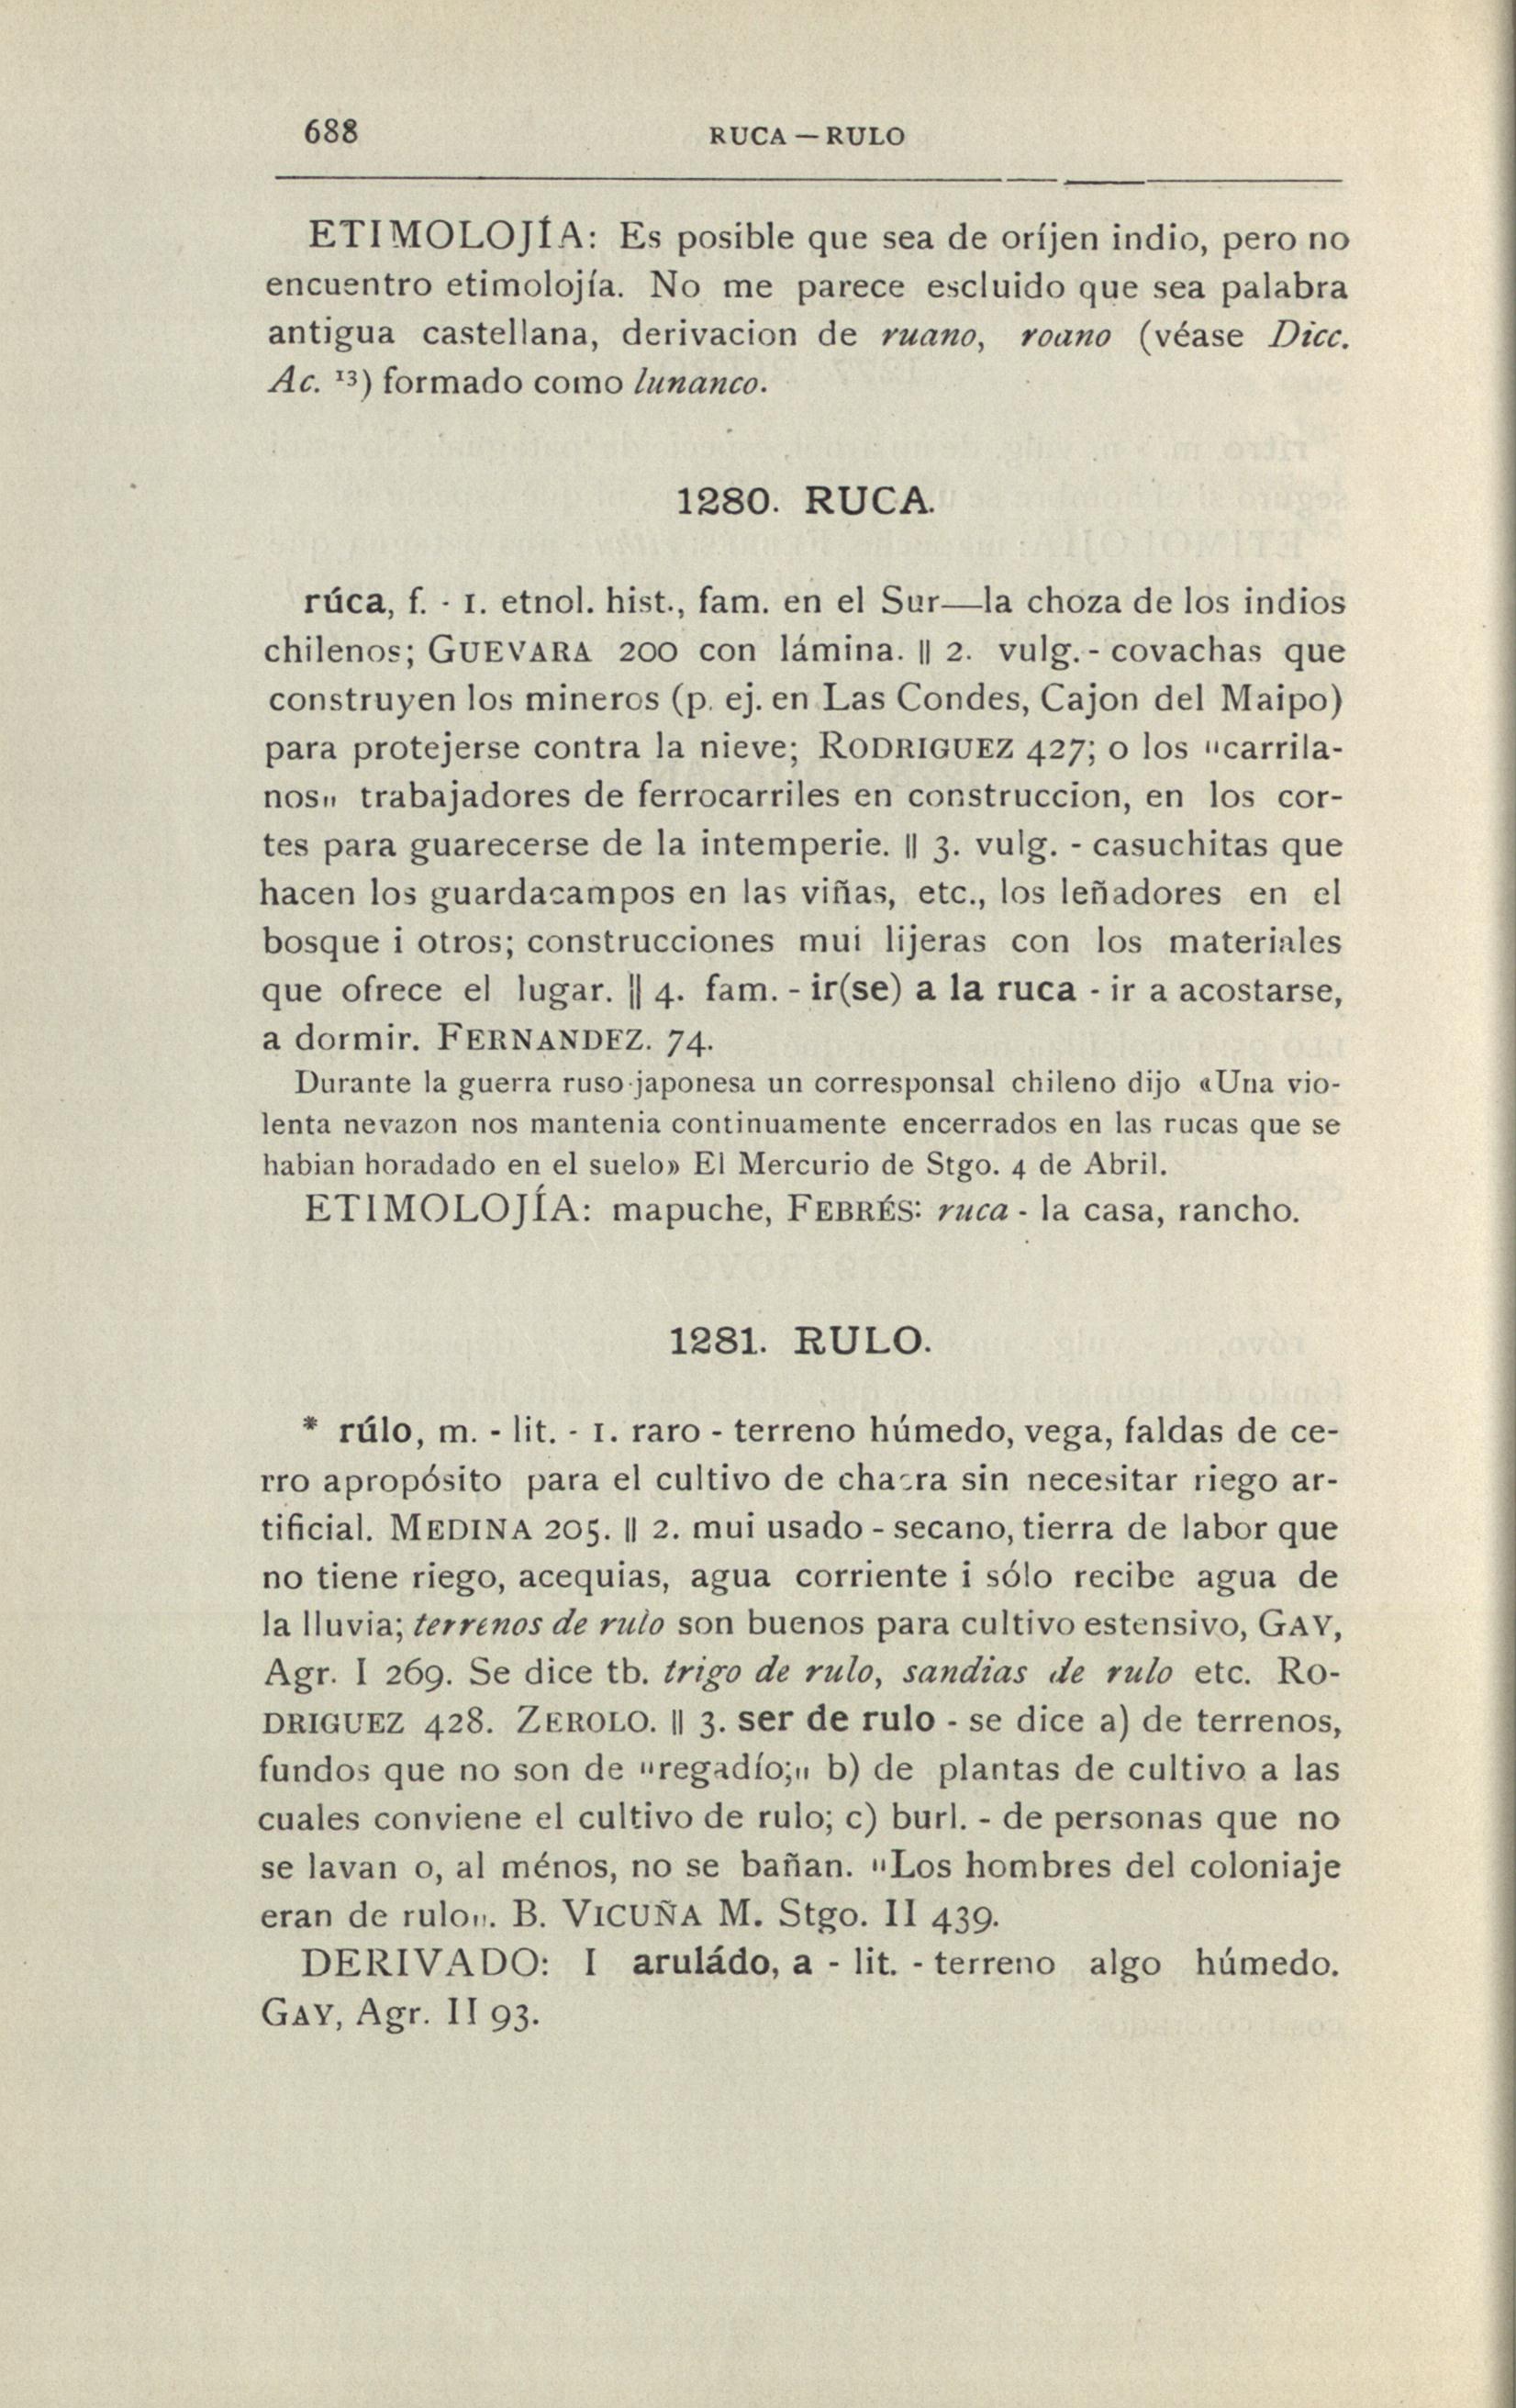 688
RUCA — RULO
ETIMOLOJÍA: Es posible que sea de oríjen indio, pero no
encuentro etimolojía. No me parece escluido que sea palabra
antigua castellana, derivacion de ruano, roano (véase Dicc.
Ac. 13) formado como lunanco.
1280. RUCA.
rúca, f. - 1. etnol. hist., fam. en el Sur—la choza de los indios
chilenos; GUEVARA 200 con lámina. || 2. vulg. - covachas que
construyen los mineros (p. ej. en Las Condes, Cajon del Maipo)
para protejerse contra la nieve; RODRIGUEZ 427; o los "carrila-
nos" trabajadores de ferrocarriles en construccion, en los cor-
tes para guarecerse de la intemperie. || 3. vulg. - casuchitas que
hacen los guardacampos en las viñas, etc., los leñadores en el
bosque i otros; construcciones mui lijeras con los materiales
que ofrece el lugar. || 4. fam. - ir(se) a la ruca - ir a acostarse,
a dormir. FERNANDEZ. 74.
Durante la guerra ruso-japonesa un corresponsal chileno dijo «Una vio-
lenta nevazon nos mantenia continuamente encerrados en las rucas que se
habian horadado en el suelo» El Mercurio de Stgo. 4 de Abril.
ETIMOLOJÍA: mapuche, FEBRÉS: ruca - la casa, rancho.
1281. RULO.
* rúlo, m. - lit. - 1. raro - terreno húmedo, vega, faldas de ce-
rro apropósito para el cultivo de chacra sin necesitar riego ar-
tificial. MEDINA 205. || 2. mui usado - secano, tierra de labor que
no tiene riego, acequias, agua corriente i sólo recibe agua de
la lluvia; terrenos de rulo son buenos para cultivo estensivo, GAY,
Agr. I 269. Se dice tb. trigo de rulo, sandias de rulo etc. RO-
DRIGUEZ 428. ZEROLO. || 3. ser de rulo - se dice a) de terrenos,
fundos que no son de "regadío;" b) de plantas de cultivo a las
cuales conviene el cultivo de rulo; c) burl. - de personas que no
se lavan o, al ménos, no se bañan. "Los hombres del coloniaje
eran de rulo". B. VICUÑA M. Stgo. II 439.
DERIVADO: I aruládo, a - lit. - terreno algo húmedo.
GAY, Agr. II 93.